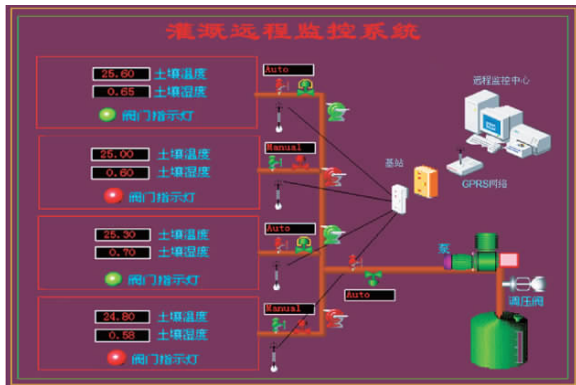 灌溉远程监控系统
25.60 土壤温度
0.65 土壤湿度
阀门指示灯
Auto
25.00 土壤温度
0.60 土壤湿度
阀门指示灯
Manual
25.30 土壤温度
0.70 土壤湿度
阀门指示灯
Auto
24.80 土壤温度
0.58 土壤湿度
阀门指示灯
Manual
远程监控中心
基站
GPRS网络
泵
Auto
调压阀